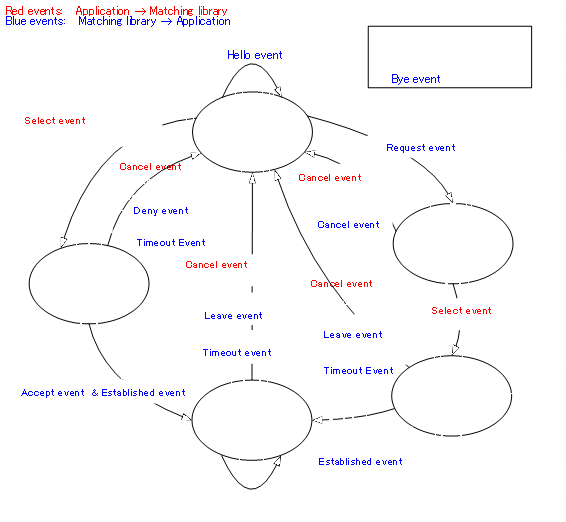 Red events: Application → Matching library
Blue events: Matching library → Application
Hello event
Bye event
Select event
Request event
Cancel event
Cancel event
Deny event
Cancel event
Timeout Event
Cancel event
Cancel event
Select event
Leave event
Leave event
Timeout event
Timeout Event
Accept event & Established event
Established event